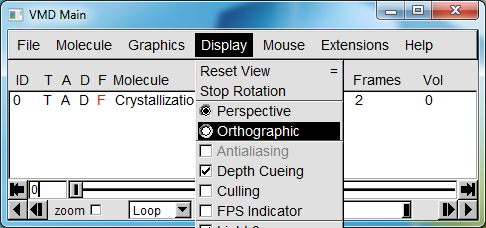 VMD Main
File Molecule Graphics Display Mouse Extensions Help
Reset View =
Stop Rotation
Perspective
Orthographic
Antialiasing
Depth Cueing
Culling
FPS Indicator
ID T A D F Molecule Frames Vol
0 T A D F Crystallizatio 2 0
0
zoom Loop